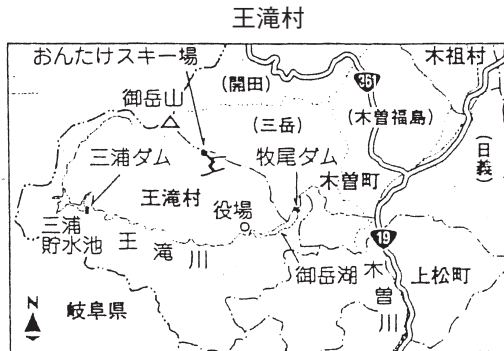 王滝村
おんたけスキー場
(開田)
361
木祖村
御岳山
(三岳)
(木曽福島)
(日義)
三浦ダム
牧尾ダム
木曽町
王滝村
役場
三浦
貯水池
王滝川
19
御岳湖
木曽川
上松町
岐阜県
N